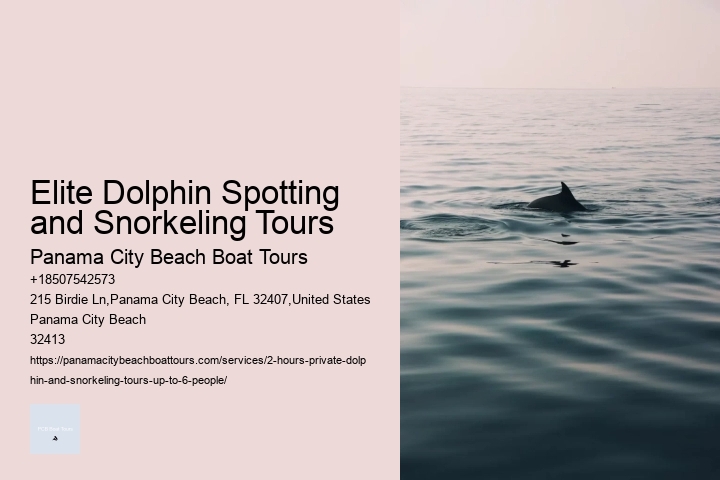 Elite Dolphin Spotting
and Snorkeling Tours
Panama City Beach Boat Tours
+18507542573
215 Birdie Ln,Panama City Beach, FL 32407,United States
Panama City Beach
32413
https://panamacitybeachboattours.com/services/2-hours-private-dolp
hin-and-snorkeling-tours-up-to-6-people/